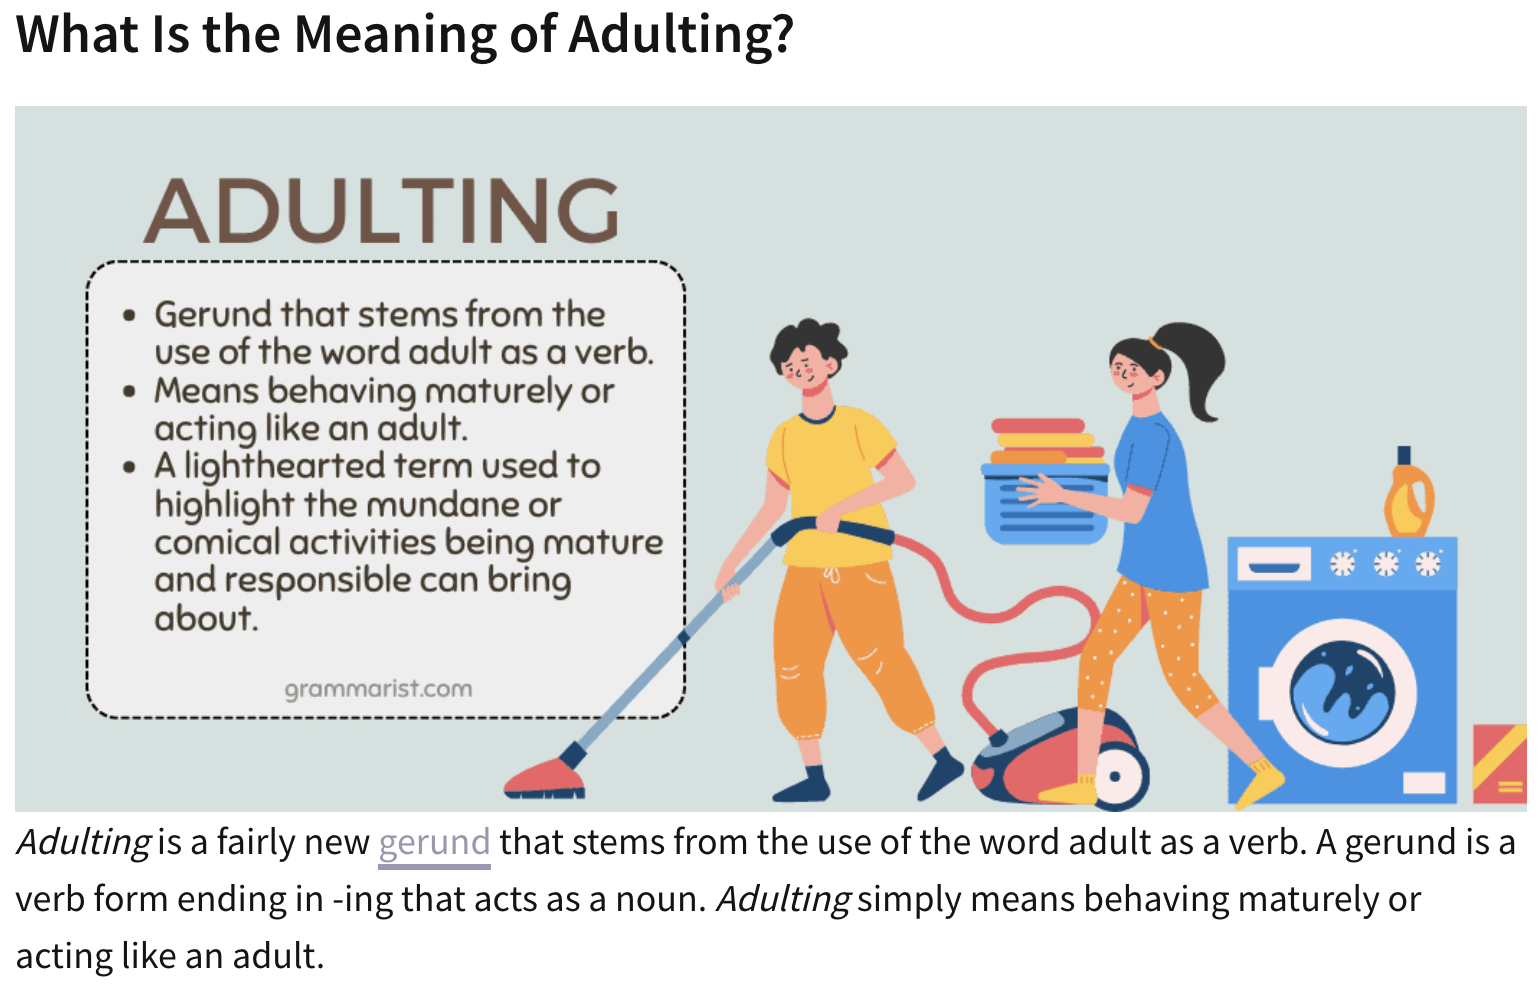 What Is the Meaning of Adulting?
ADULTING
• Gerund that stems from the
use of the word adult as a verb.
• Means behaving maturely or
acting like an adult.
• A lighthearted term used to
highlight the mundane or
comical activities being mature
and responsible can bring
about.
grammarist.com
Adulting is a fairly new gerund that stems from the use of the word adult as a verb. A gerund is a
verb form ending in -ing that acts as a noun. Adulting simply means behaving maturely or
acting like an adult.